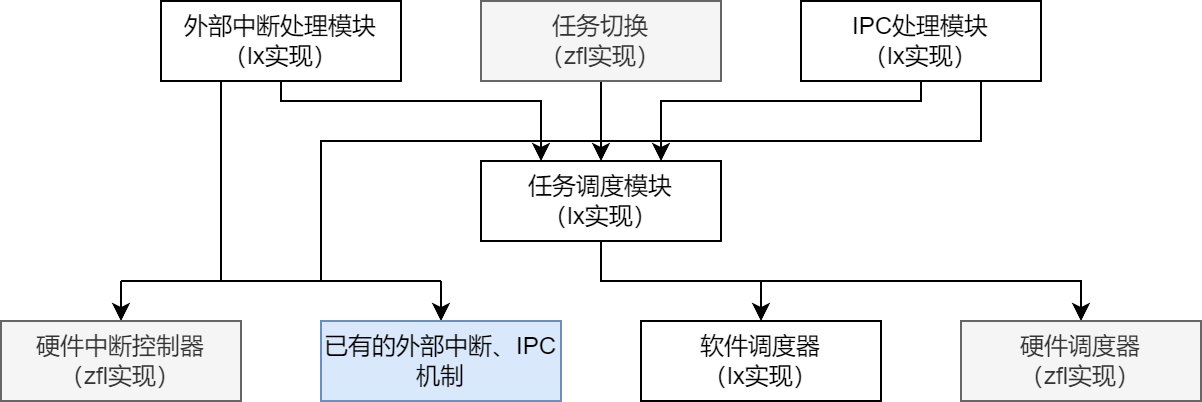 外部中断处理模块
（lx实现）
任务切换
（zfl实现）
IPC处理模块
（lx实现）
任务调度模块
（lx实现）
硬件中断控制器
（zfl实现）
已有的外部中断、IPC
机制
软件调度器
（lx实现）
硬件调度器
（zfl实现）